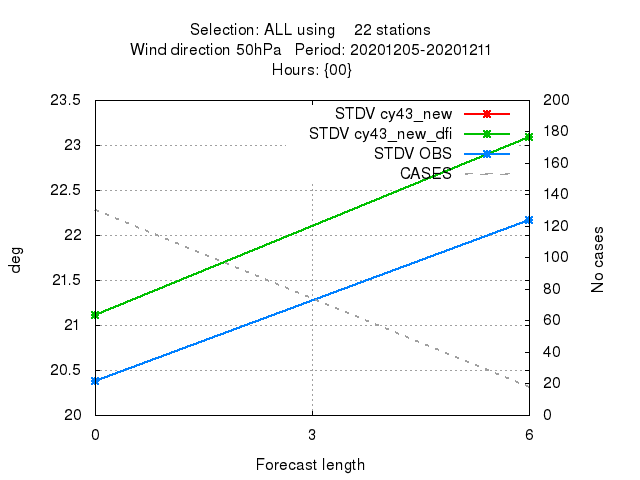 Selection: ALL using    22 stations
Wind direction 50hPa   Period: 20201205-20201211
Hours: {00}
23.5
23
22.5
22
21.5
21
20.5
20
deg
STDV cy43_new
STDV cy43_new_dfi
STDV OBS
CASES
200
180
160
140
120
100
80
60
40
20
0
No cases
0 3 6
Forecast length